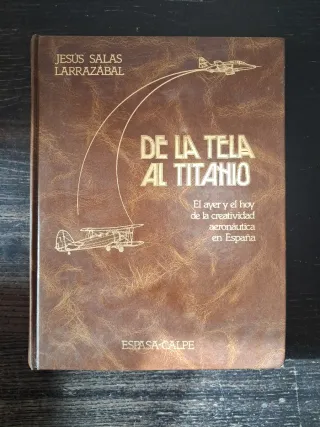 JESÚS SALAS
LARRAZÁBAL
DE LA TELA
AL TITANIO
El ayer y el hoy
de la creatividad
aeronáutica
en España
ESPASA-CALPE